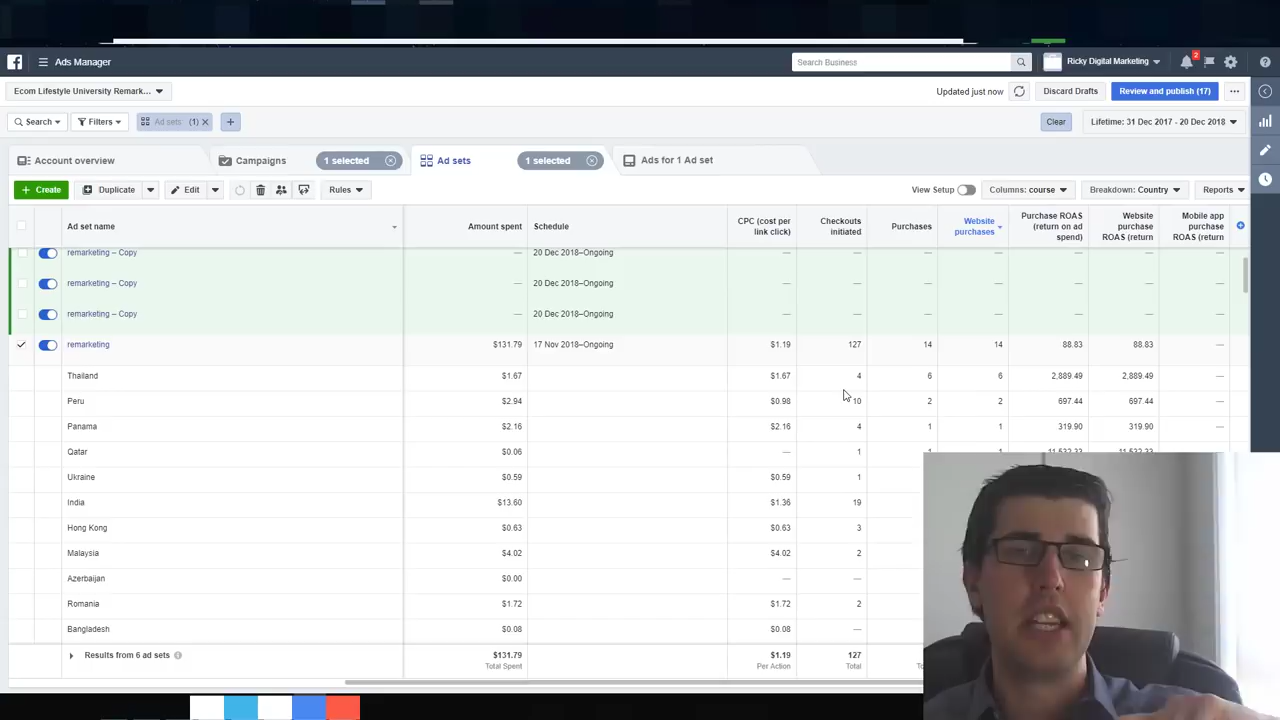 Ads Manager
Search Business
Ricky Digital Marketing
2
Ecom Lifestyle University Remark...
Updated just now
Discard Drafts
Review and publish (17)
Search
Filters
Ad sets: (1)
Clear
Lifetime: 31 Dec 2017 - 20 Dec 2018
Account overview
Campaigns
1 selected
Ad sets
1 selected
Ads for 1 Ad set
Create
Duplicate
Edit
Rules
View Setup
Columns: course
Breakdown: Country
Reports
Ad set name
Amount spent
Schedule
CPC (cost per
link click)
Checkouts
initiated
Purchases
Website
purchases
Purchase ROAS
(return on ad
spend)
Website
purchase
ROAS (return
Mobile app
purchase
ROAS (return
remarketing – Copy — 20 Dec 2018–Ongoing — — — — — — —
remarketing – Copy — 20 Dec 2018–Ongoing — — — — — — —
remarketing – Copy — 20 Dec 2018–Ongoing — — — — — — —
remarketing $131.79 17 Nov 2018–Ongoing $1.19 127 14 14 88.83 88.83 —
Thailand $1.67 $1.67 4 6 6 2,889.49 2,889.49 —
Peru $2.94 $0.98 10 2 2 697.44 697.44 —
Panama $2.16 $2.16 4 1 1 319.90 319.90 —
Qatar $0.06 — 1 1 1 11,532.33 11,532.33 —
Ukraine $0.59 $0.59 1
India $13.60 $1.36 19
Hong Kong $0.63 $0.63 3
Malaysia $4.02 $4.02 2
Azerbaijan $0.00 — —
Romania $1.72 $1.72 2
Bangladesh $0.08 $0.08 —
Results from 6 ad sets $131.79 $1.19 127
Total Spent Per Action Total